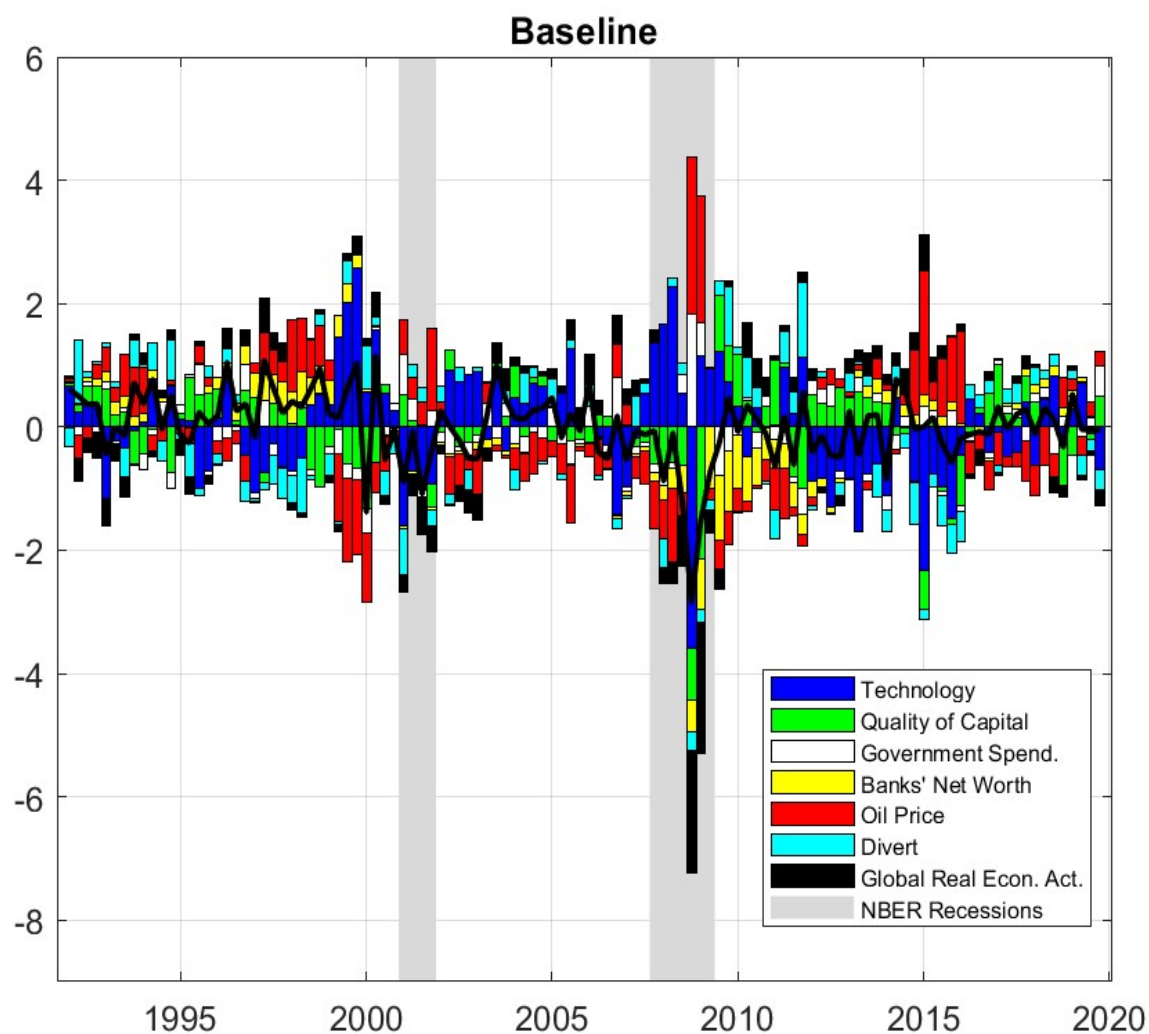 Baseline
6
4
2
0
-2
-4
-6
-8
Technology
Quality of Capital
Government Spend.
Banks' Net Worth
Oil Price
Divert
Global Real Econ. Act.
NBER Recessions
1995 2000 2005 2010 2015 2020